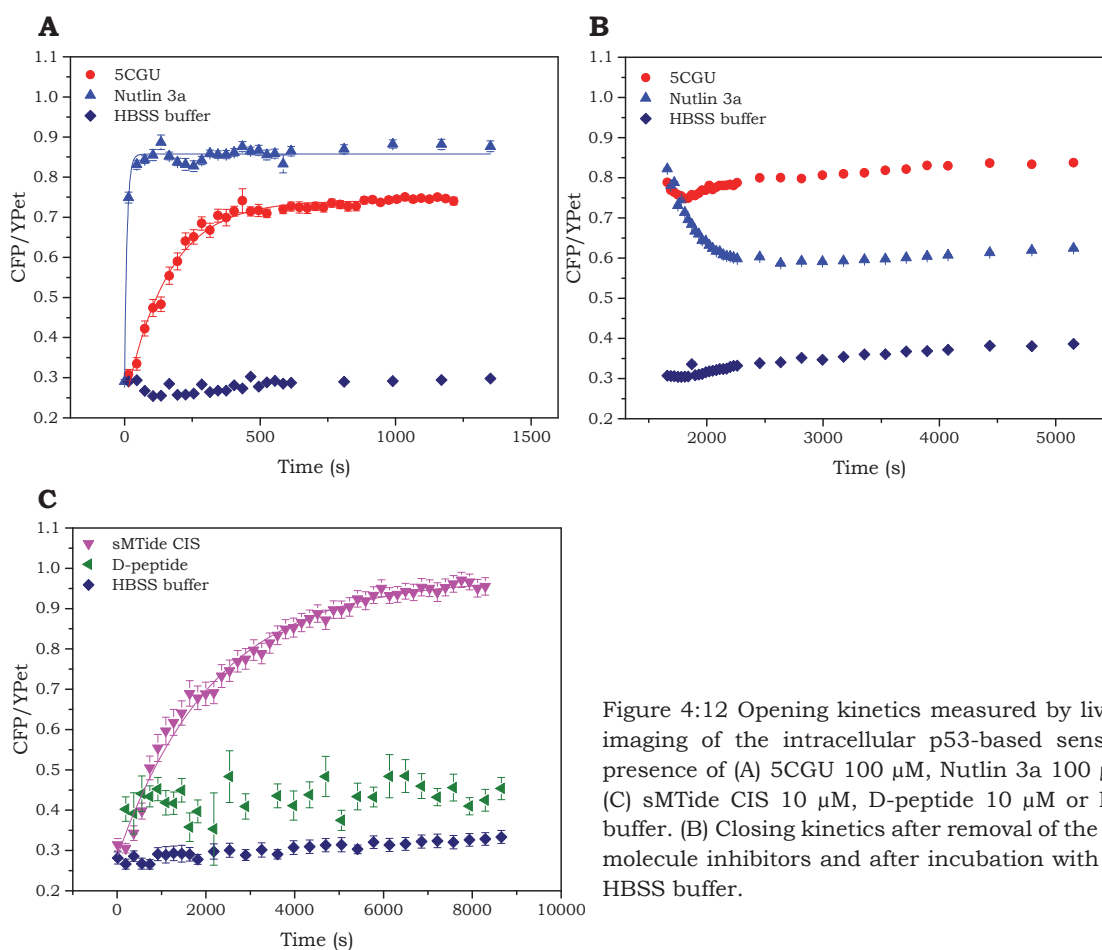 A
1.1
1.0
0.9
0.8
0.7
0.6
0.5
0.4
0.3
0.2
CFP/YPet
5CGU
Nutlin 3a
HBSS buffer
0
500
1000
1500
Time (s)
B
1.1
1.0
0.9
0.8
0.7
0.6
0.5
0.4
0.3
0.2
CFP/YPet
5CGU
Nutlin 3a
HBSS buffer
2000
3000
4000
5000
Time (s)
C
1.1
1.0
0.9
0.8
0.7
0.6
0.5
0.4
0.3
0.2
CFP/YPet
sMTide CIS
D-peptide
HBSS buffer
0
2000
4000
6000
8000
10000
Time (s)
Figure 4:12 Opening kinetics measured by liv
imaging of the intracellular p53-based sens
presence of (A) 5CGU 100 µM, Nutlin 3a 100
(C) sMTide CIS 10 µM, D-peptide 10 µM or
buffer. (B) Closing kinetics after removal of the
molecule inhibitors and after incubation with
HBSS buffer.